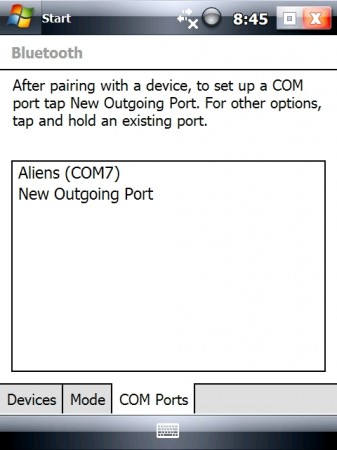 Start
8:45
Bluetooth
After pairing with a device, to set up a COM
port tap New Outgoing Port. For other options,
tap and hold an existing port.
Aliens (COM7)
New Outgoing Port
Devices Mode COM Ports